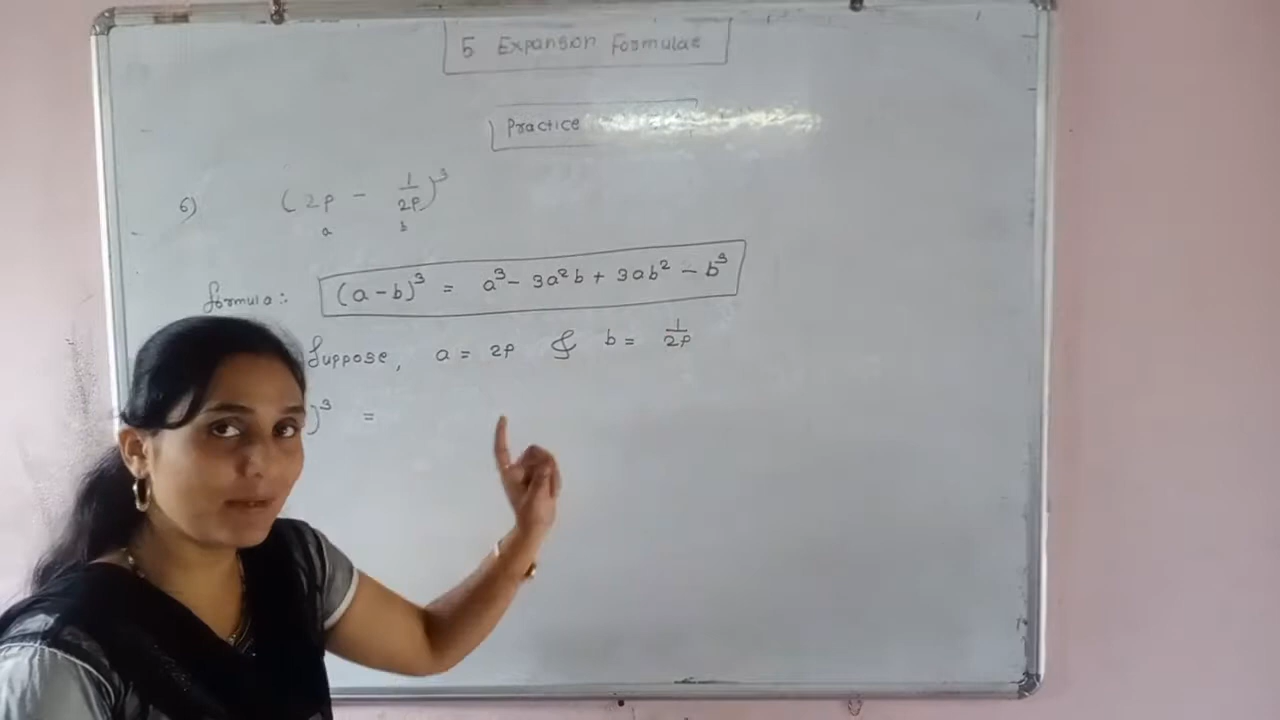 5 Expansion Formulae
Practice
6) (2p - 1/2p)³
a b
formula:- (a-b)³ = a³ - 3a²b + 3ab² - b³
Suppose, a = 2p & b = 1/2p
)³ =